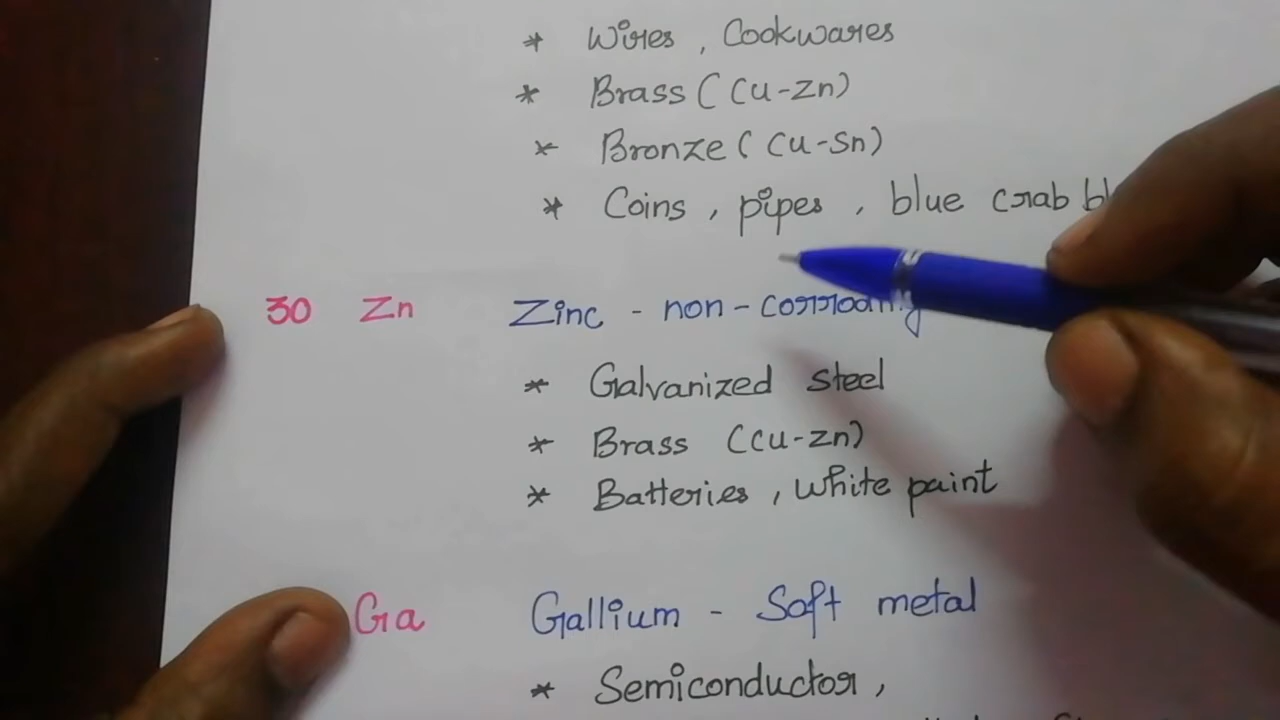 * Wires , Cookwares
* Brass ( Cu-Zn)
* Bronze ( Cu-Sn)
* Coins , pipes , blue crab
30 Zn Zinc - non-corroding
* Galvanized steel
* Brass (Cu-Zn)
* Batteries , White paint
Ga Gallium - Soft metal
* Semiconductor ,